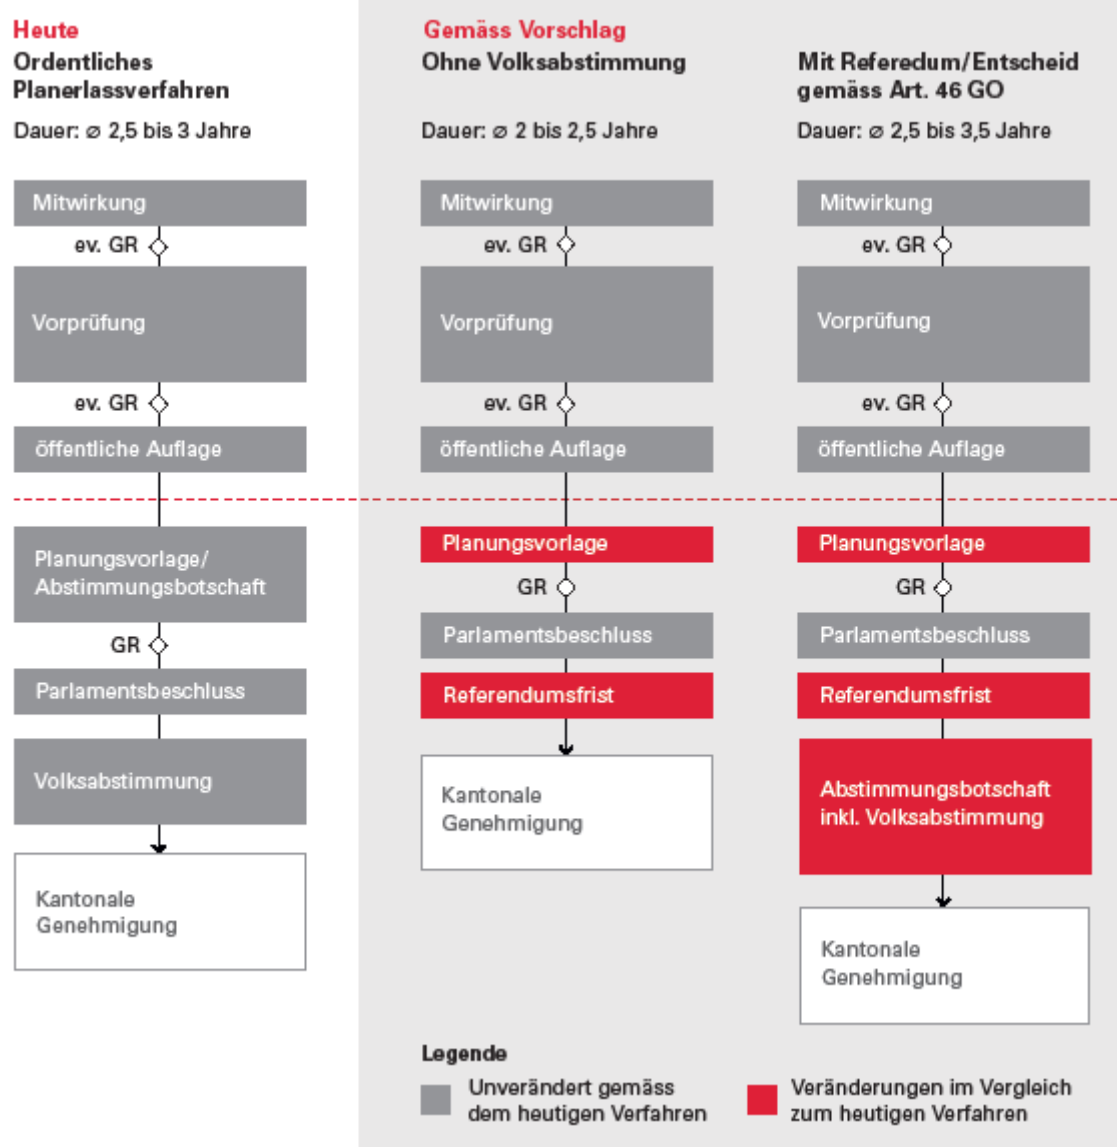 Heute
Ordentliches
Planerlassverfahren
Dauer: ⌀ 2,5 bis 3 Jahre
Mitwirkung
ev. GR
Vorprüfung
ev. GR
öffentliche Auflage
Planungsvorlage/
Abstimmungsbotschaft
GR
Parlamentsbeschluss
Volksabstimmung
Kantonale
Genehmigung
Gemäss Vorschlag
Ohne Volksabstimmung
Dauer: ⌀ 2 bis 2,5 Jahre
Mitwirkung
ev. GR
Vorprüfung
ev. GR
öffentliche Auflage
Planungsvorlage
GR
Parlamentsbeschluss
Referendumsfrist
Kantonale
Genehmigung
Mit Referedum/Entscheid
gemäss Art. 46 GO
Dauer: ⌀ 2,5 bis 3,5 Jahre
Mitwirkung
ev. GR
Vorprüfung
ev. GR
öffentliche Auflage
Planungsvorlage
GR
Parlamentsbeschluss
Referendumsfrist
Abstimmungsbotschaft
inkl. Volksabstimmung
Kantonale
Genehmigung
Legende
Unverändert gemäss
dem heutigen Verfahren
Veränderungen im Vergleich
zum heutigen Verfahren